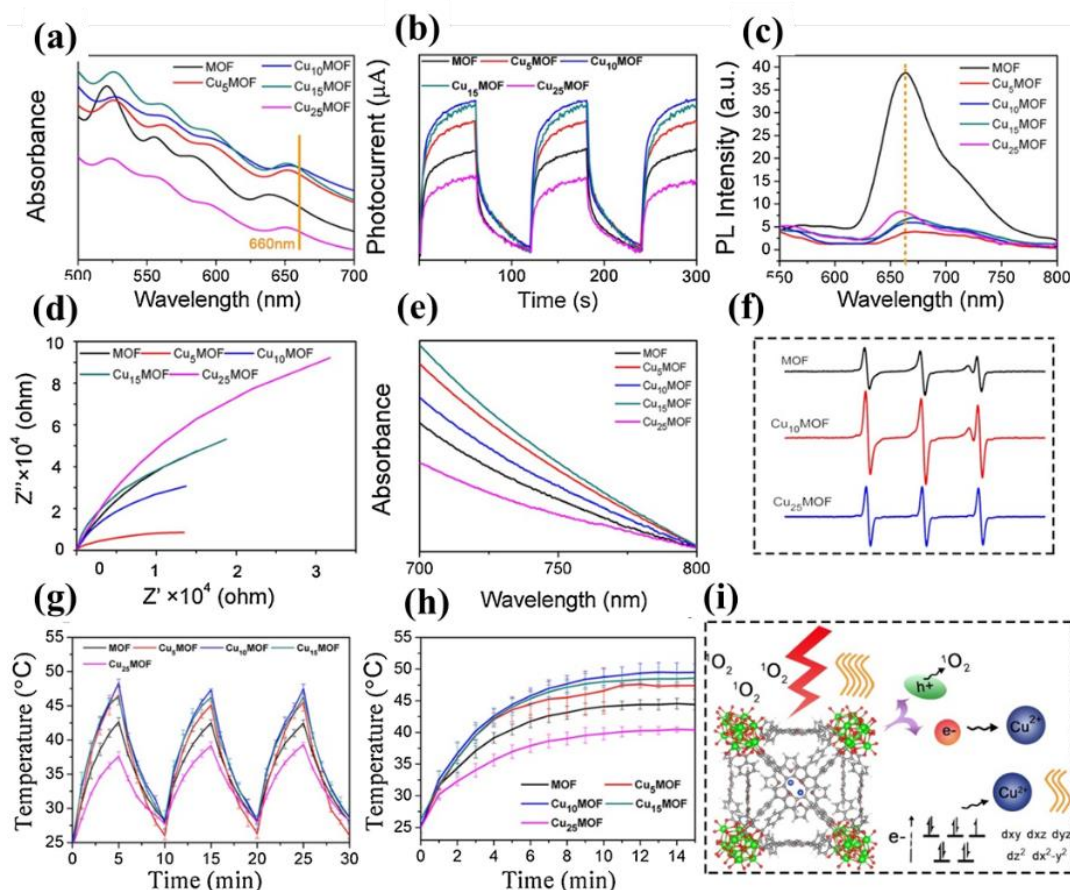 (a)
MOF
Cu5MOF
Cu10MOF
Cu15MOF
Cu25MOF
660nm
Absorbance
500 550 600 650 700
Wavelength (nm)
(b)
MOF Cu5MOF Cu10MOF
Cu15MOF Cu25MOF
Photocurrent (μA)
0 60 120 180 240 300
Time (s)
(c)
MOF
Cu5MOF
Cu10MOF
Cu15MOF
Cu25MOF
PL Intensity (a.u.)
40
35
30
25
20
15
10
5
0
550 600 650 700 750 800
Wavelength (nm)
(d)
MOF Cu5MOF Cu10MOF
Cu15MOF Cu25MOF
Z''×10⁴ (ohm)
10
8
6
4
2
0
0 1 2 3
Z' ×10⁴ (ohm)
(e)
MOF
Cu5MOF
Cu10MOF
Cu15MOF
Cu25MOF
Absorbance
700 750 800
Wavelength (nm)
(f)
MOF
Cu10MOF
Cu25MOF
(g)
MOF Cu5MOF Cu10MOF Cu15MOF
Cu25MOF
Temperature (°C)
55
50
45
40
35
30
25
0 5 10 15 20 25 30
Time (min)
(h)
MOF Cu5MOF
Cu10MOF Cu15MOF
Cu25MOF
Temperature (°C)
55
50
45
40
35
30
25
0 2 4 6 8 10 12 14
Time (min)
(i)
¹O2
¹O2
¹O2
¹O2
h+
e-
Cu2+
Cu2+
e-
dxy dxz dyz
dz² dx²-y²